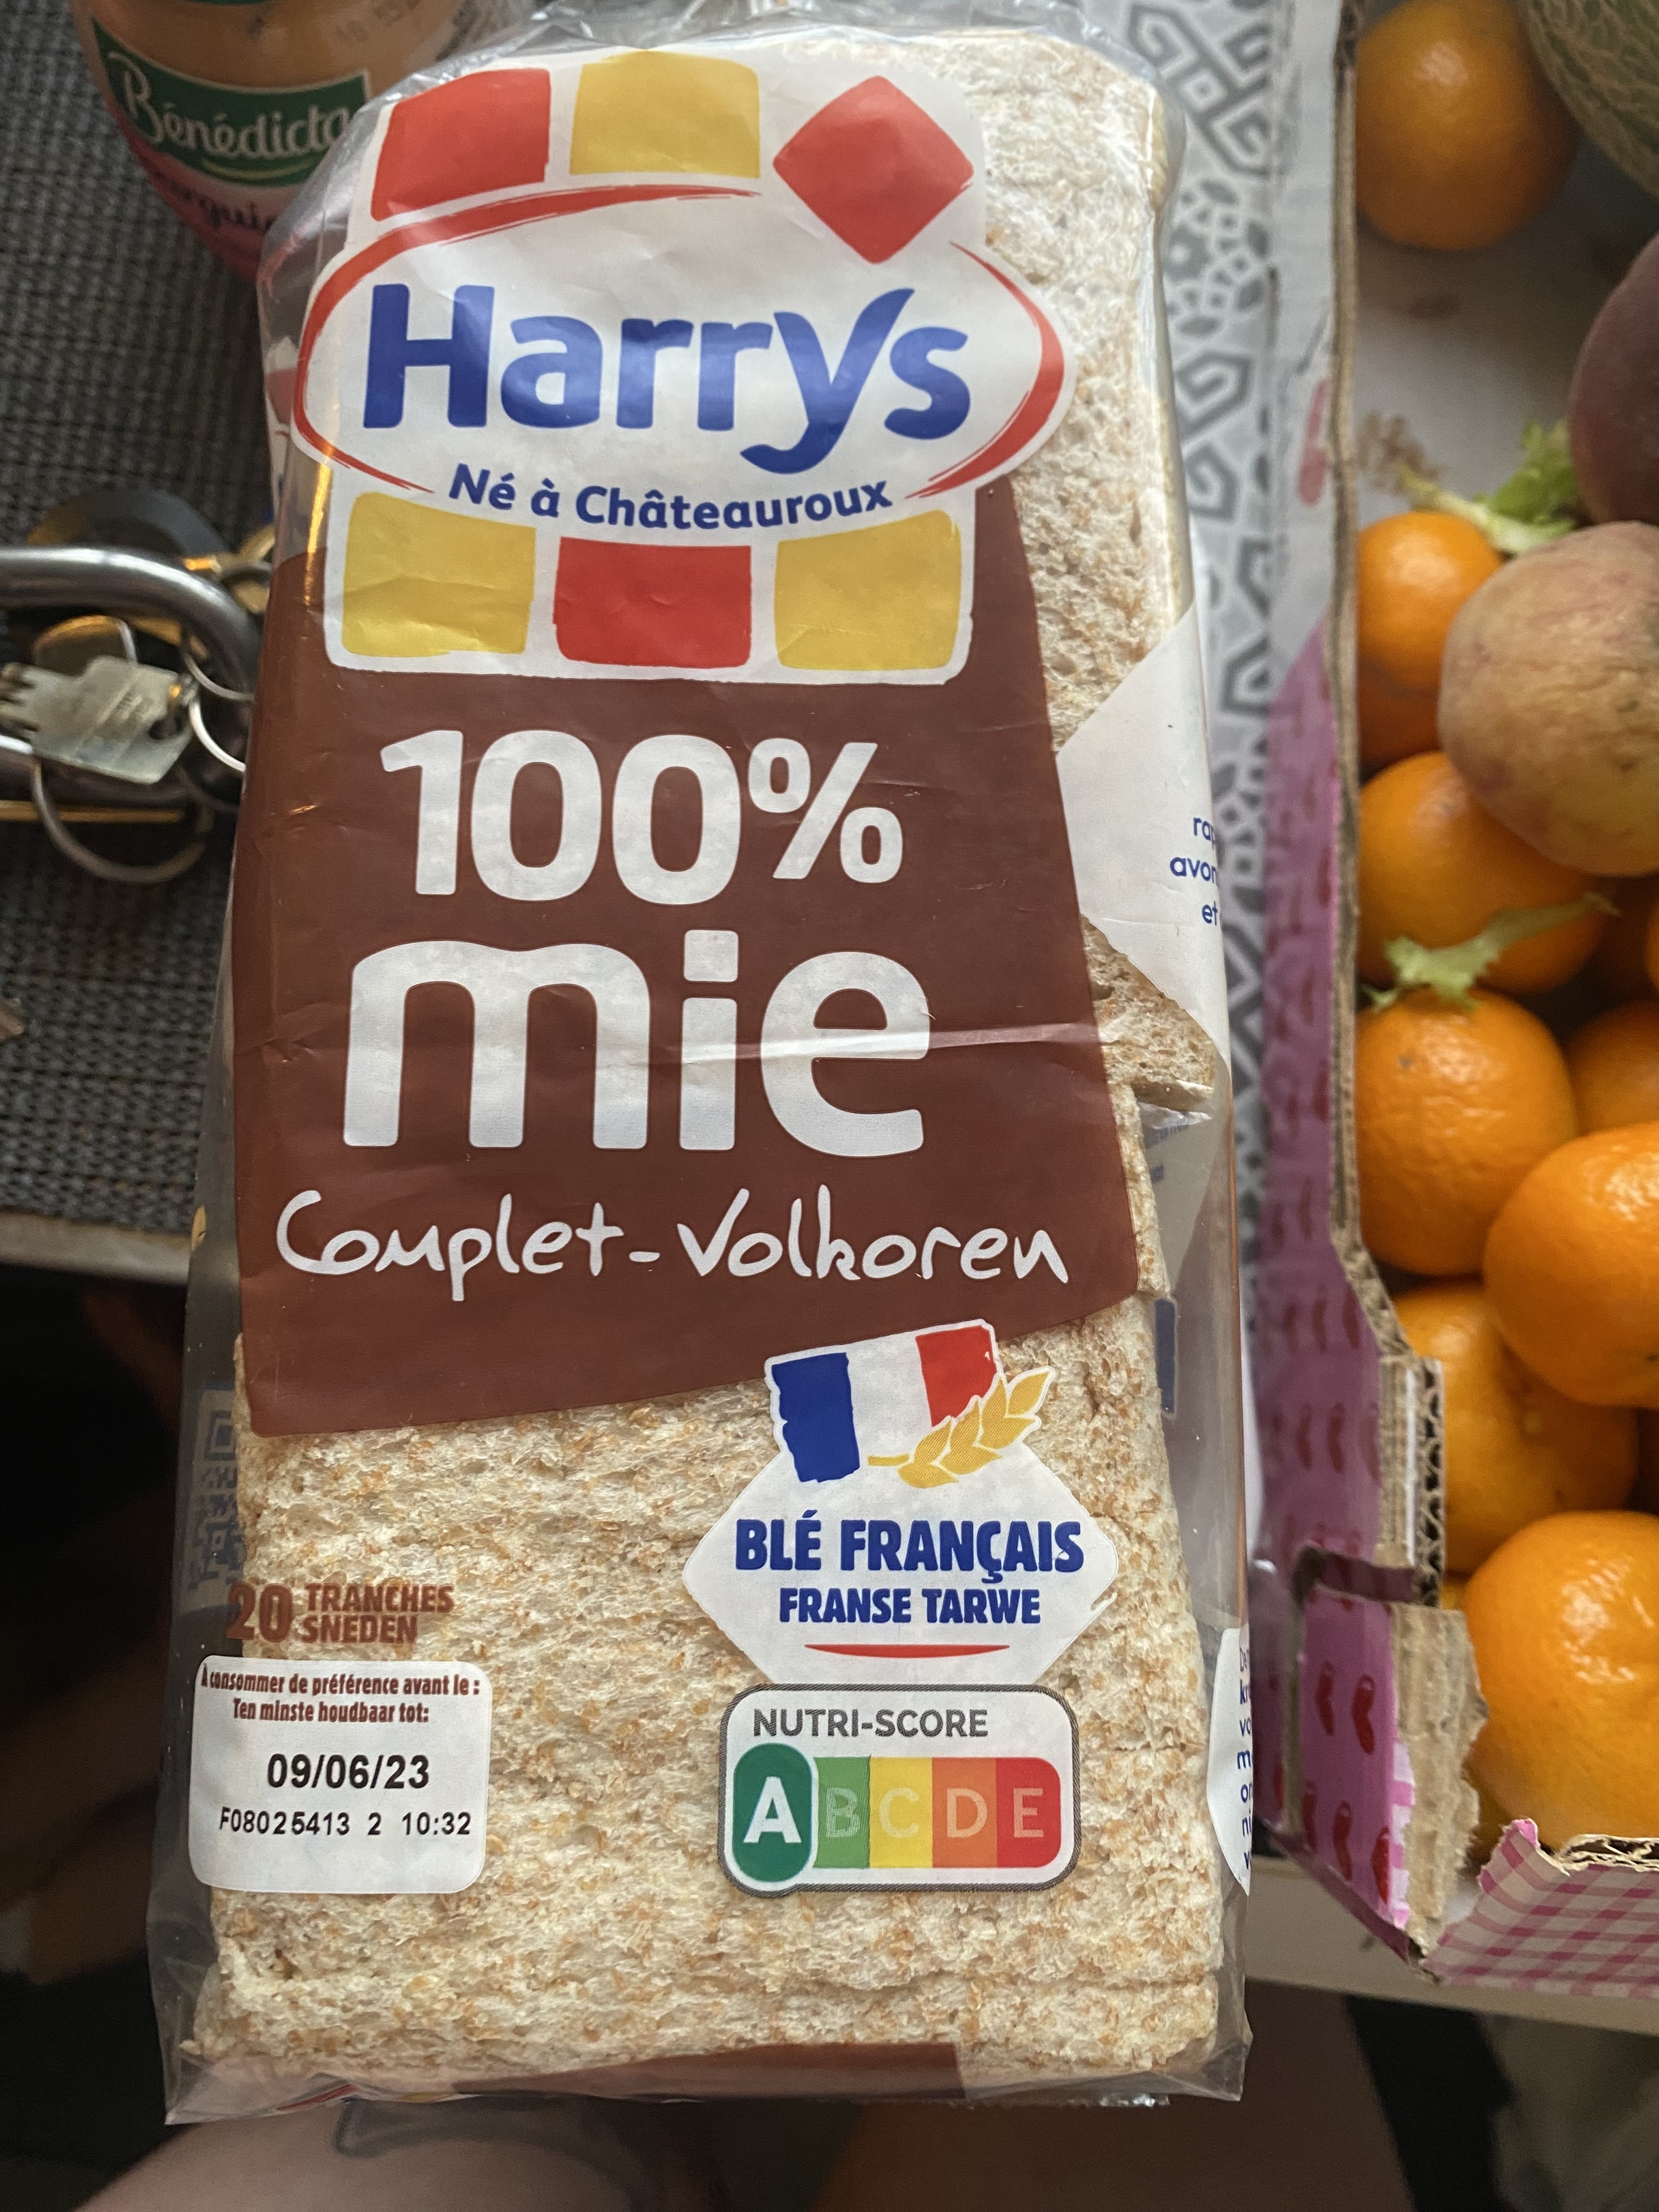 Bénédicta
Harrys
Né à Châteauroux
100%
mie
Complet-Volkoren
BLÉ FRANÇAIS
FRANSE TARWE
20 TRANCHES
SNEDEN
À consommer de préférence avant le :
Ten minste houdbaar tot:
09/06/23
F08025413 2 10:32
NUTRI-SCORE
A B C D E
et